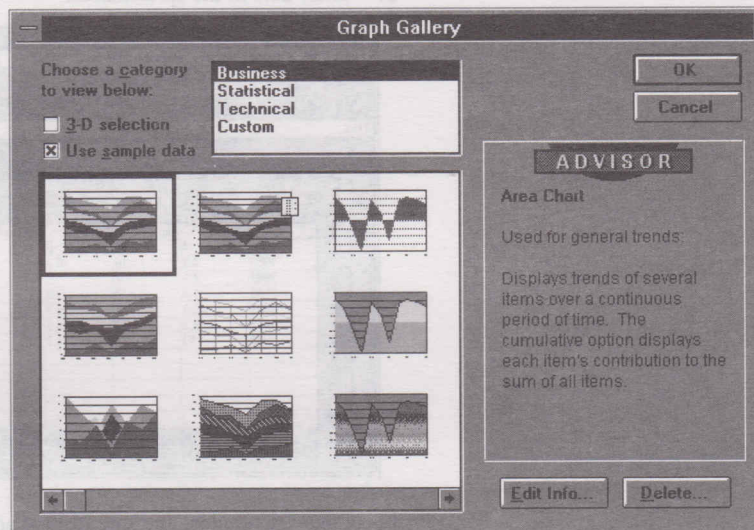 Graph Gallery
Choose a category
to view below:
3-D selection
Use sample data
Business
Statistical
Technical
Custom
OK
Cancel
ADVISOR
Area Chart
Used for general trends:
Displays trends of several
items over a continuous
period of time. The
cumulative option displays
each item's contribution to the
sum of all items.
Edit Info...
Delete...